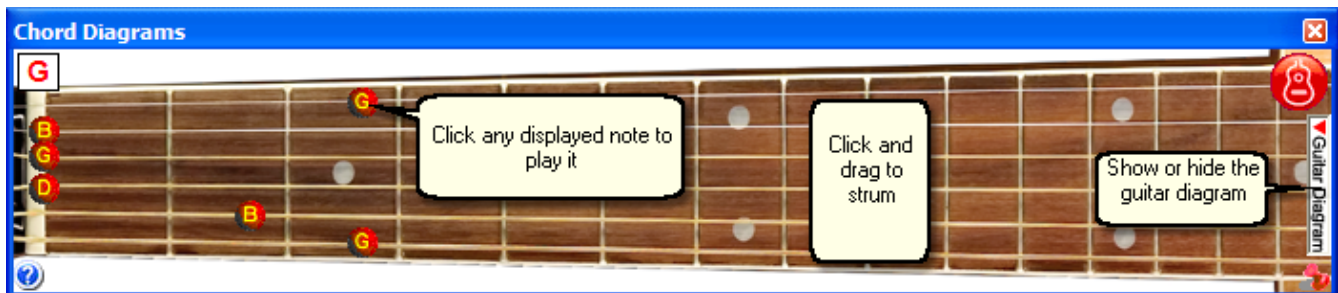 Chord Diagrams
G
G
B
G
D
B
G
Click any displayed note to
play it
Click and
drag to
strum
Show or hide the
guitar diagram
Guitar Diagram
?